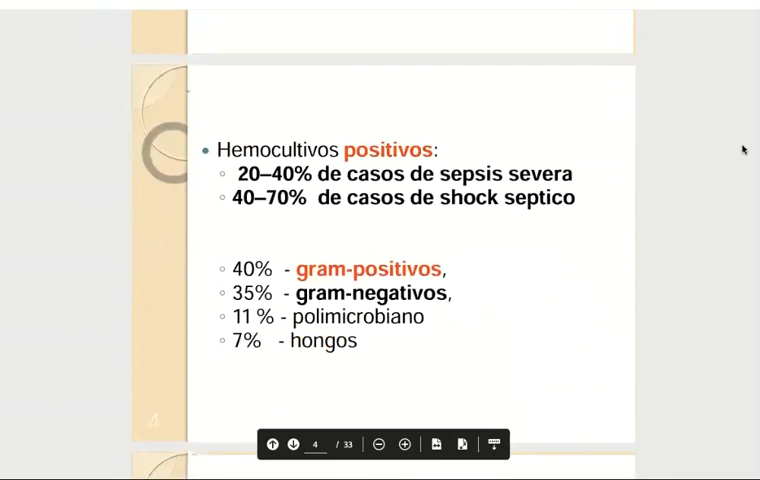 Hemocultivos positivos:
20–40% de casos de sepsis severa
40–70% de casos de shock septico
40% - gram-positivos,
35% - gram-negativos,
11 % - polimicrobiano
7% - hongos
4 / 33